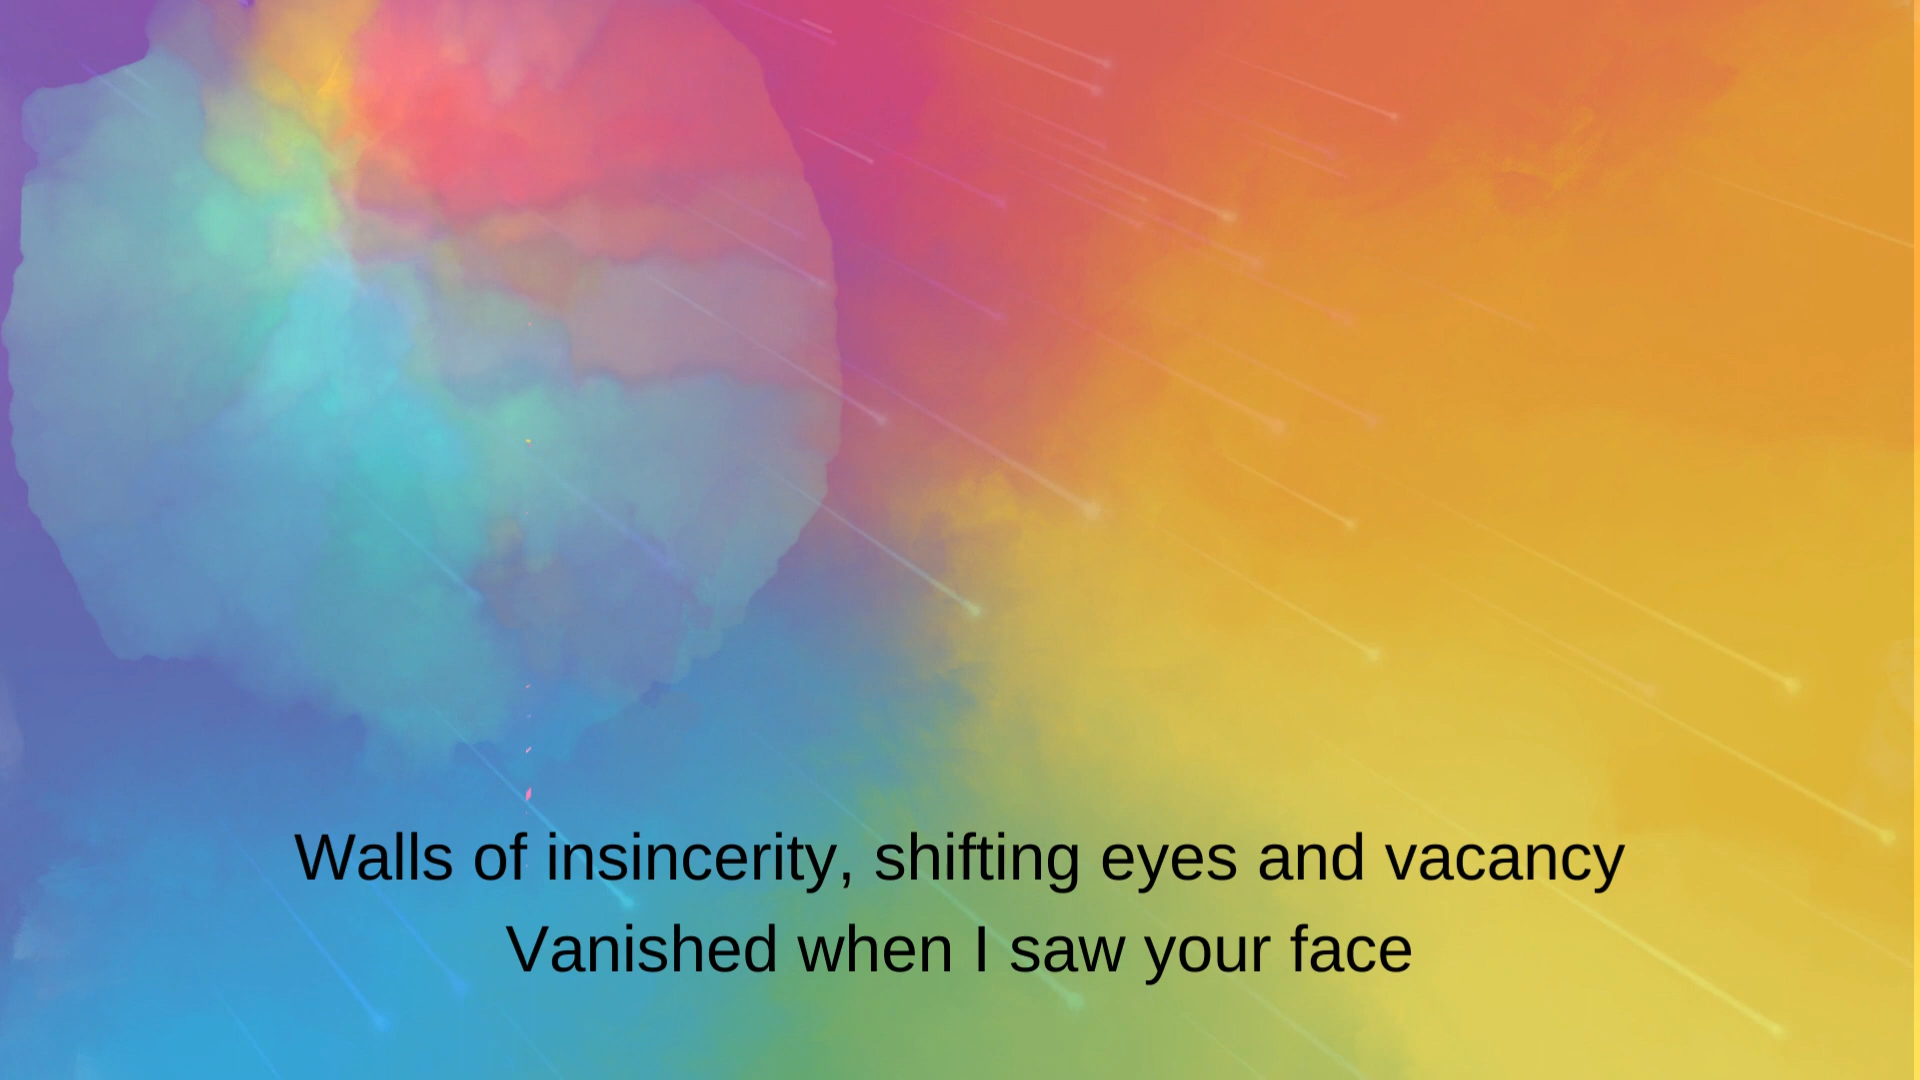 Walls of insincerity, shifting eyes and vacancy
Vanished when I saw your face